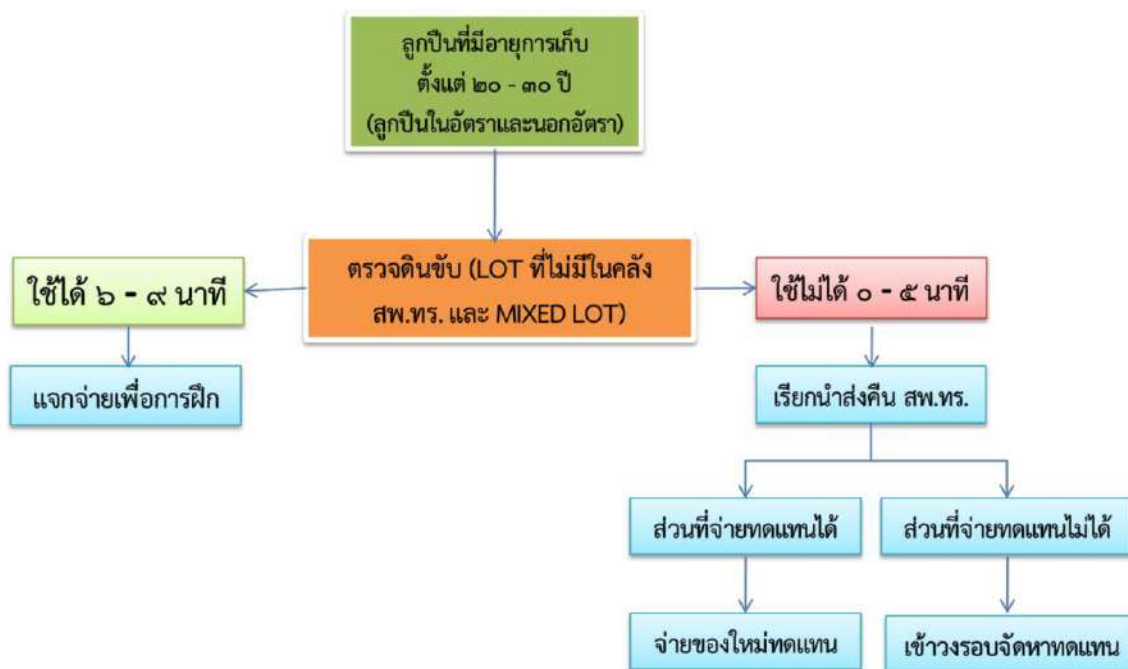 ลูกปืนที่มีอายุการเก็บ
ตั้งแต่ ๒๐ - ๓๐ ปี
(ลูกปืนในอัตราและนอกอัตรา)
ตรวจดินขับ (LOT ที่ไม่มีในคลัง
สพ.ทร. และ MIXED LOT)
ใช้ได้ ๖ - ๙ นาที
ใช้ไม่ได้ ๐ - ๕ นาที
แจกจ่ายเพื่อการฝึก
เรียกนำส่งคืน สพ.ทร.
ส่วนที่จ่ายทดแทนได้
ส่วนที่จ่ายทดแทนไม่ได้
จ่ายของใหม่ทดแทน
เข้าวงรอบจัดหาทดแทน